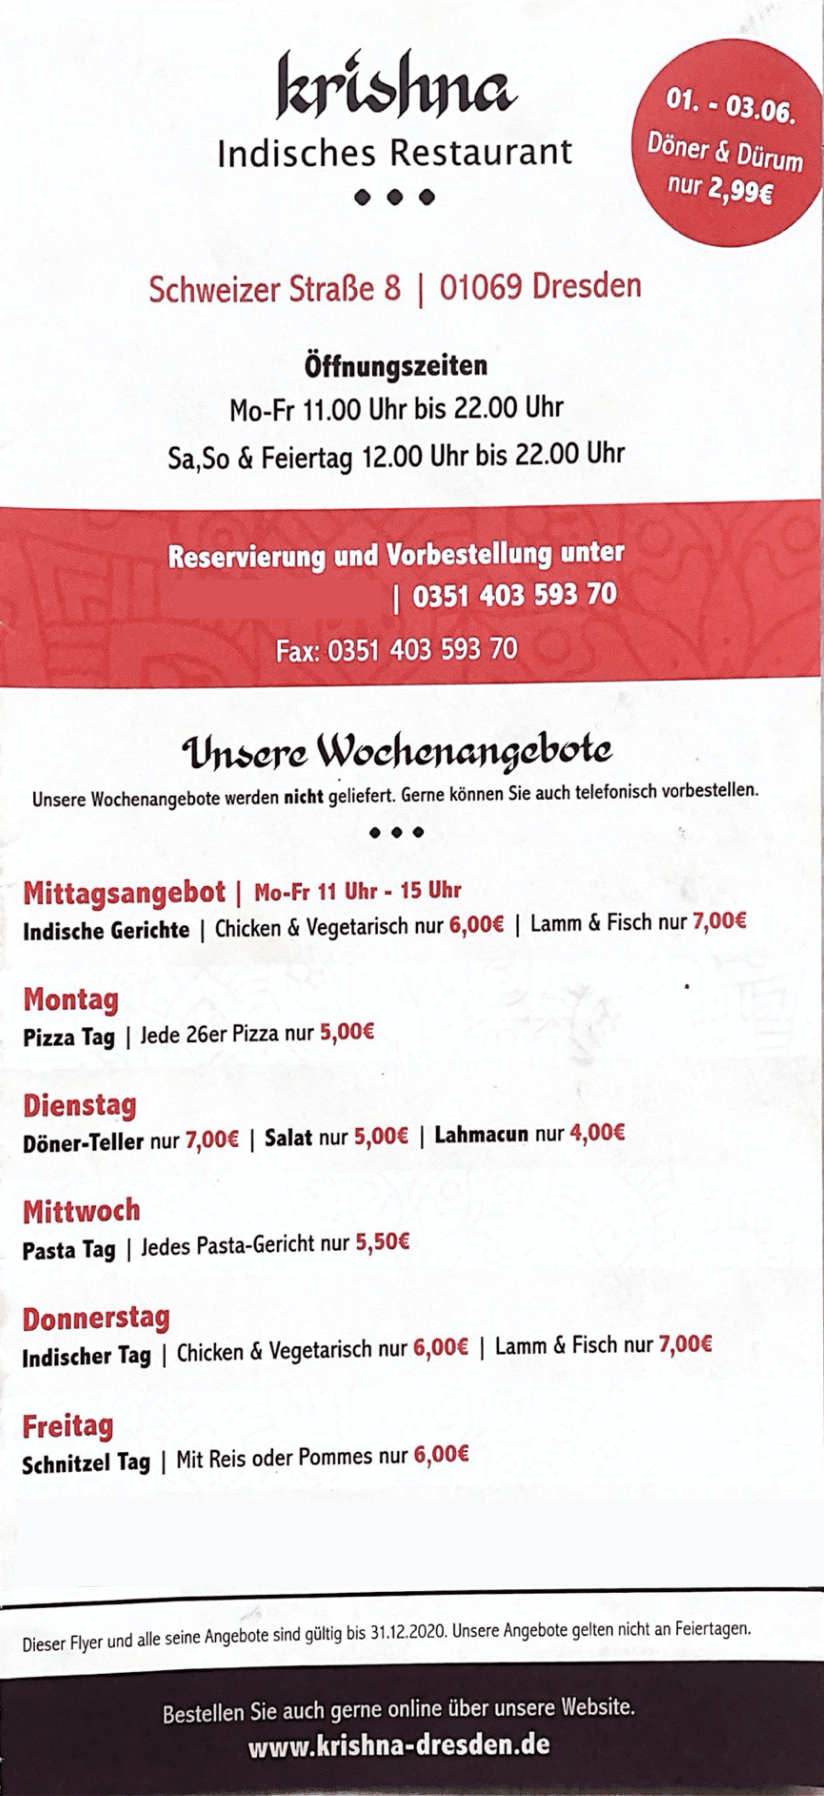 krishna
Indisches Restaurant
01. - 03.06.
Döner & Dürum
nur 2,99€
Schweizer Straße 8 | 01069 Dresden
Öffnungszeiten
Mo-Fr 11.00 Uhr bis 22.00 Uhr
Sa,So & Feiertag 12.00 Uhr bis 22.00 Uhr
Reservierung und Vorbestellung unter
| 0351 403 593 70
Fax: 0351 403 593 70
Unsere Wochenangebote
Unsere Wochenangebote werden nicht geliefert. Gerne können Sie auch telefonisch vorbestellen.
Mittagsangebot | Mo-Fr 11 Uhr - 15 Uhr
Indische Gerichte | Chicken & Vegetarisch nur 6,00€ | Lamm & Fisch nur 7,00€
Montag
Pizza Tag | Jede 26er Pizza nur 5,00€
Dienstag
Döner-Teller nur 7,00€ | Salat nur 5,00€ | Lahmacun nur 4,00€
Mittwoch
Pasta Tag | Jedes Pasta-Gericht nur 5,50€
Donnerstag
Indischer Tag | Chicken & Vegetarisch nur 6,00€ | Lamm & Fisch nur 7,00€
Freitag
Schnitzel Tag | Mit Reis oder Pommes nur 6,00€
Dieser Flyer und alle seine Angebote sind gültig bis 31.12.2020. Unsere Angebote gelten nicht an Feiertagen.
Bestellen Sie auch gerne online über unsere Website.
www.krishna-dresden.de